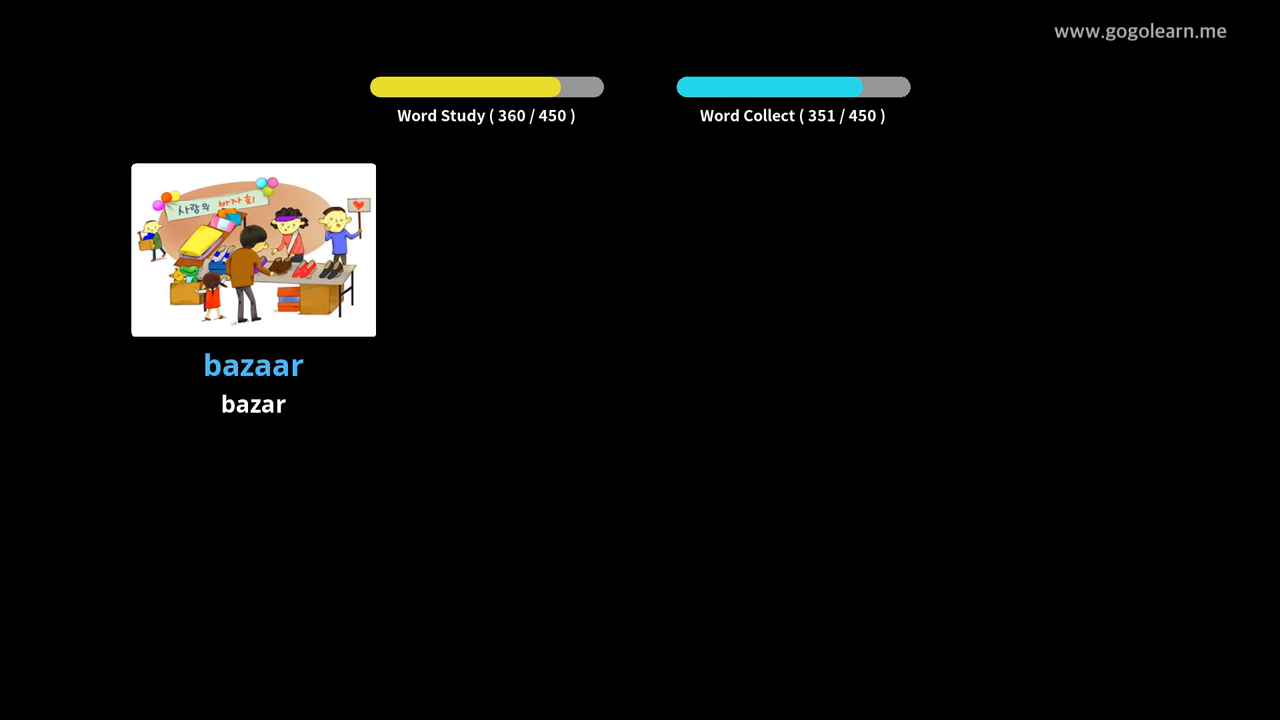 www.gogolearn.me
Word Study ( 360 / 450 )
Word Collect ( 351 / 450 )
사랑의 바자회
bazaar
bazar